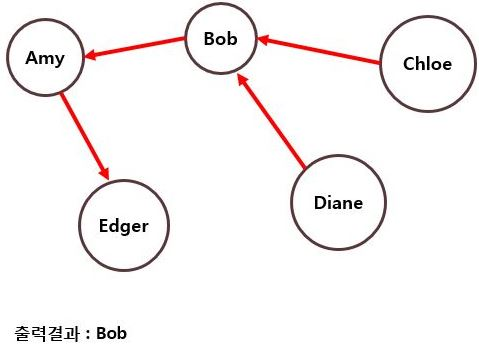 Amy
Bob
Chloe
Edger
Diane
출력결과 : Bob